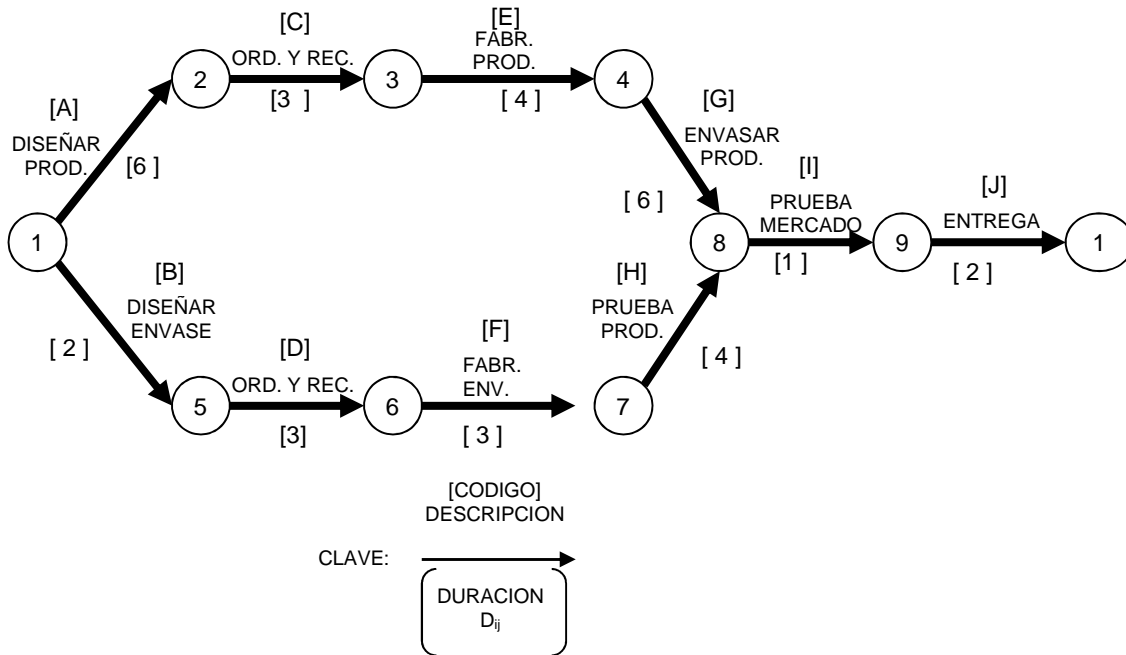 [C]
ORD. Y REC.
[3 ]
[E]
FABR.
PROD.
[ 4 ]
2
3
4
[A]
DISEÑAR
PROD.
[6]
[G]
ENVASAR
PROD.
[ 6 ]
[I]
PRUEBA
MERCADO
[1 ]
[J]
ENTREGA
[ 2 ]
1
8
9
1
[B]
DISEÑAR
ENVASE
[ 2 ]
[H]
PRUEBA
PROD.
[ 4 ]
[D]
ORD. Y REC.
[3]
[F]
FABR.
ENV.
[ 3 ]
5
6
7
[CODIGO]
DESCRIPCION
CLAVE:
DURACION
Dij